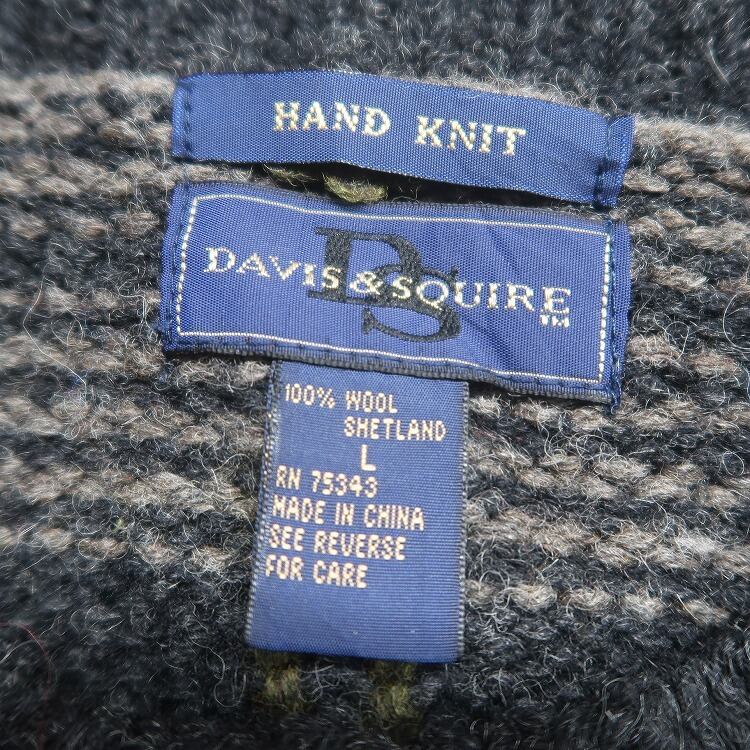 HAND KNIT
DS
DAVIS & SQUIRE ™
100% WOOL
SHETLAND
L
RN 75343
MADE IN CHINA
SEE REVERSE
FOR CARE